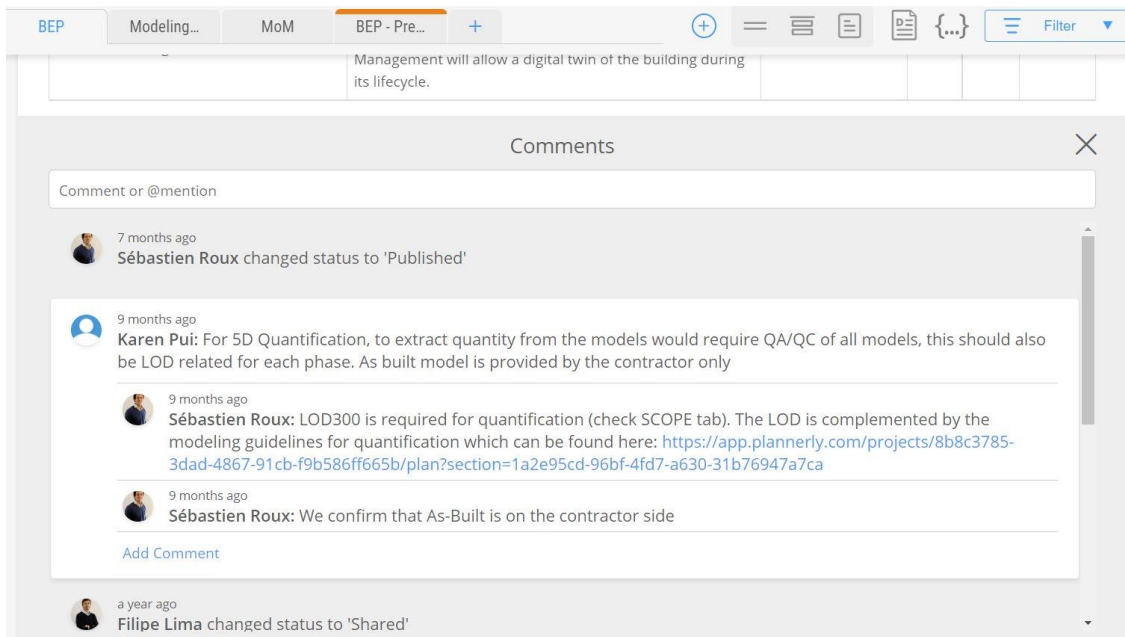 BEP Modeling... MoM BEP - Pre... + {...} Filter
Management will allow a digital twin of the building during
its lifecycle.
Comments
Comment or @mention
7 months ago
Sébastien Roux changed status to 'Published'
9 months ago
Karen Pui: For 5D Quantification, to extract quantity from the models would require QA/QC of all models, this should also
be LOD related for each phase. As built model is provided by the contractor only
9 months ago
Sébastien Roux: LOD300 is required for quantification (check SCOPE tab). The LOD is complemented by the
modeling guidelines for quantification which can be found here: https://app.plannerly.com/projects/8b8c3785-
3dad-4867-91cb-f9b586ff665b/plan?section=1a2e95cd-96bf-4fd7-a630-31b76947a7ca
9 months ago
Sébastien Roux: We confirm that As-Built is on the contractor side
Add Comment
a year ago
Filipe Lima changed status to 'Shared'